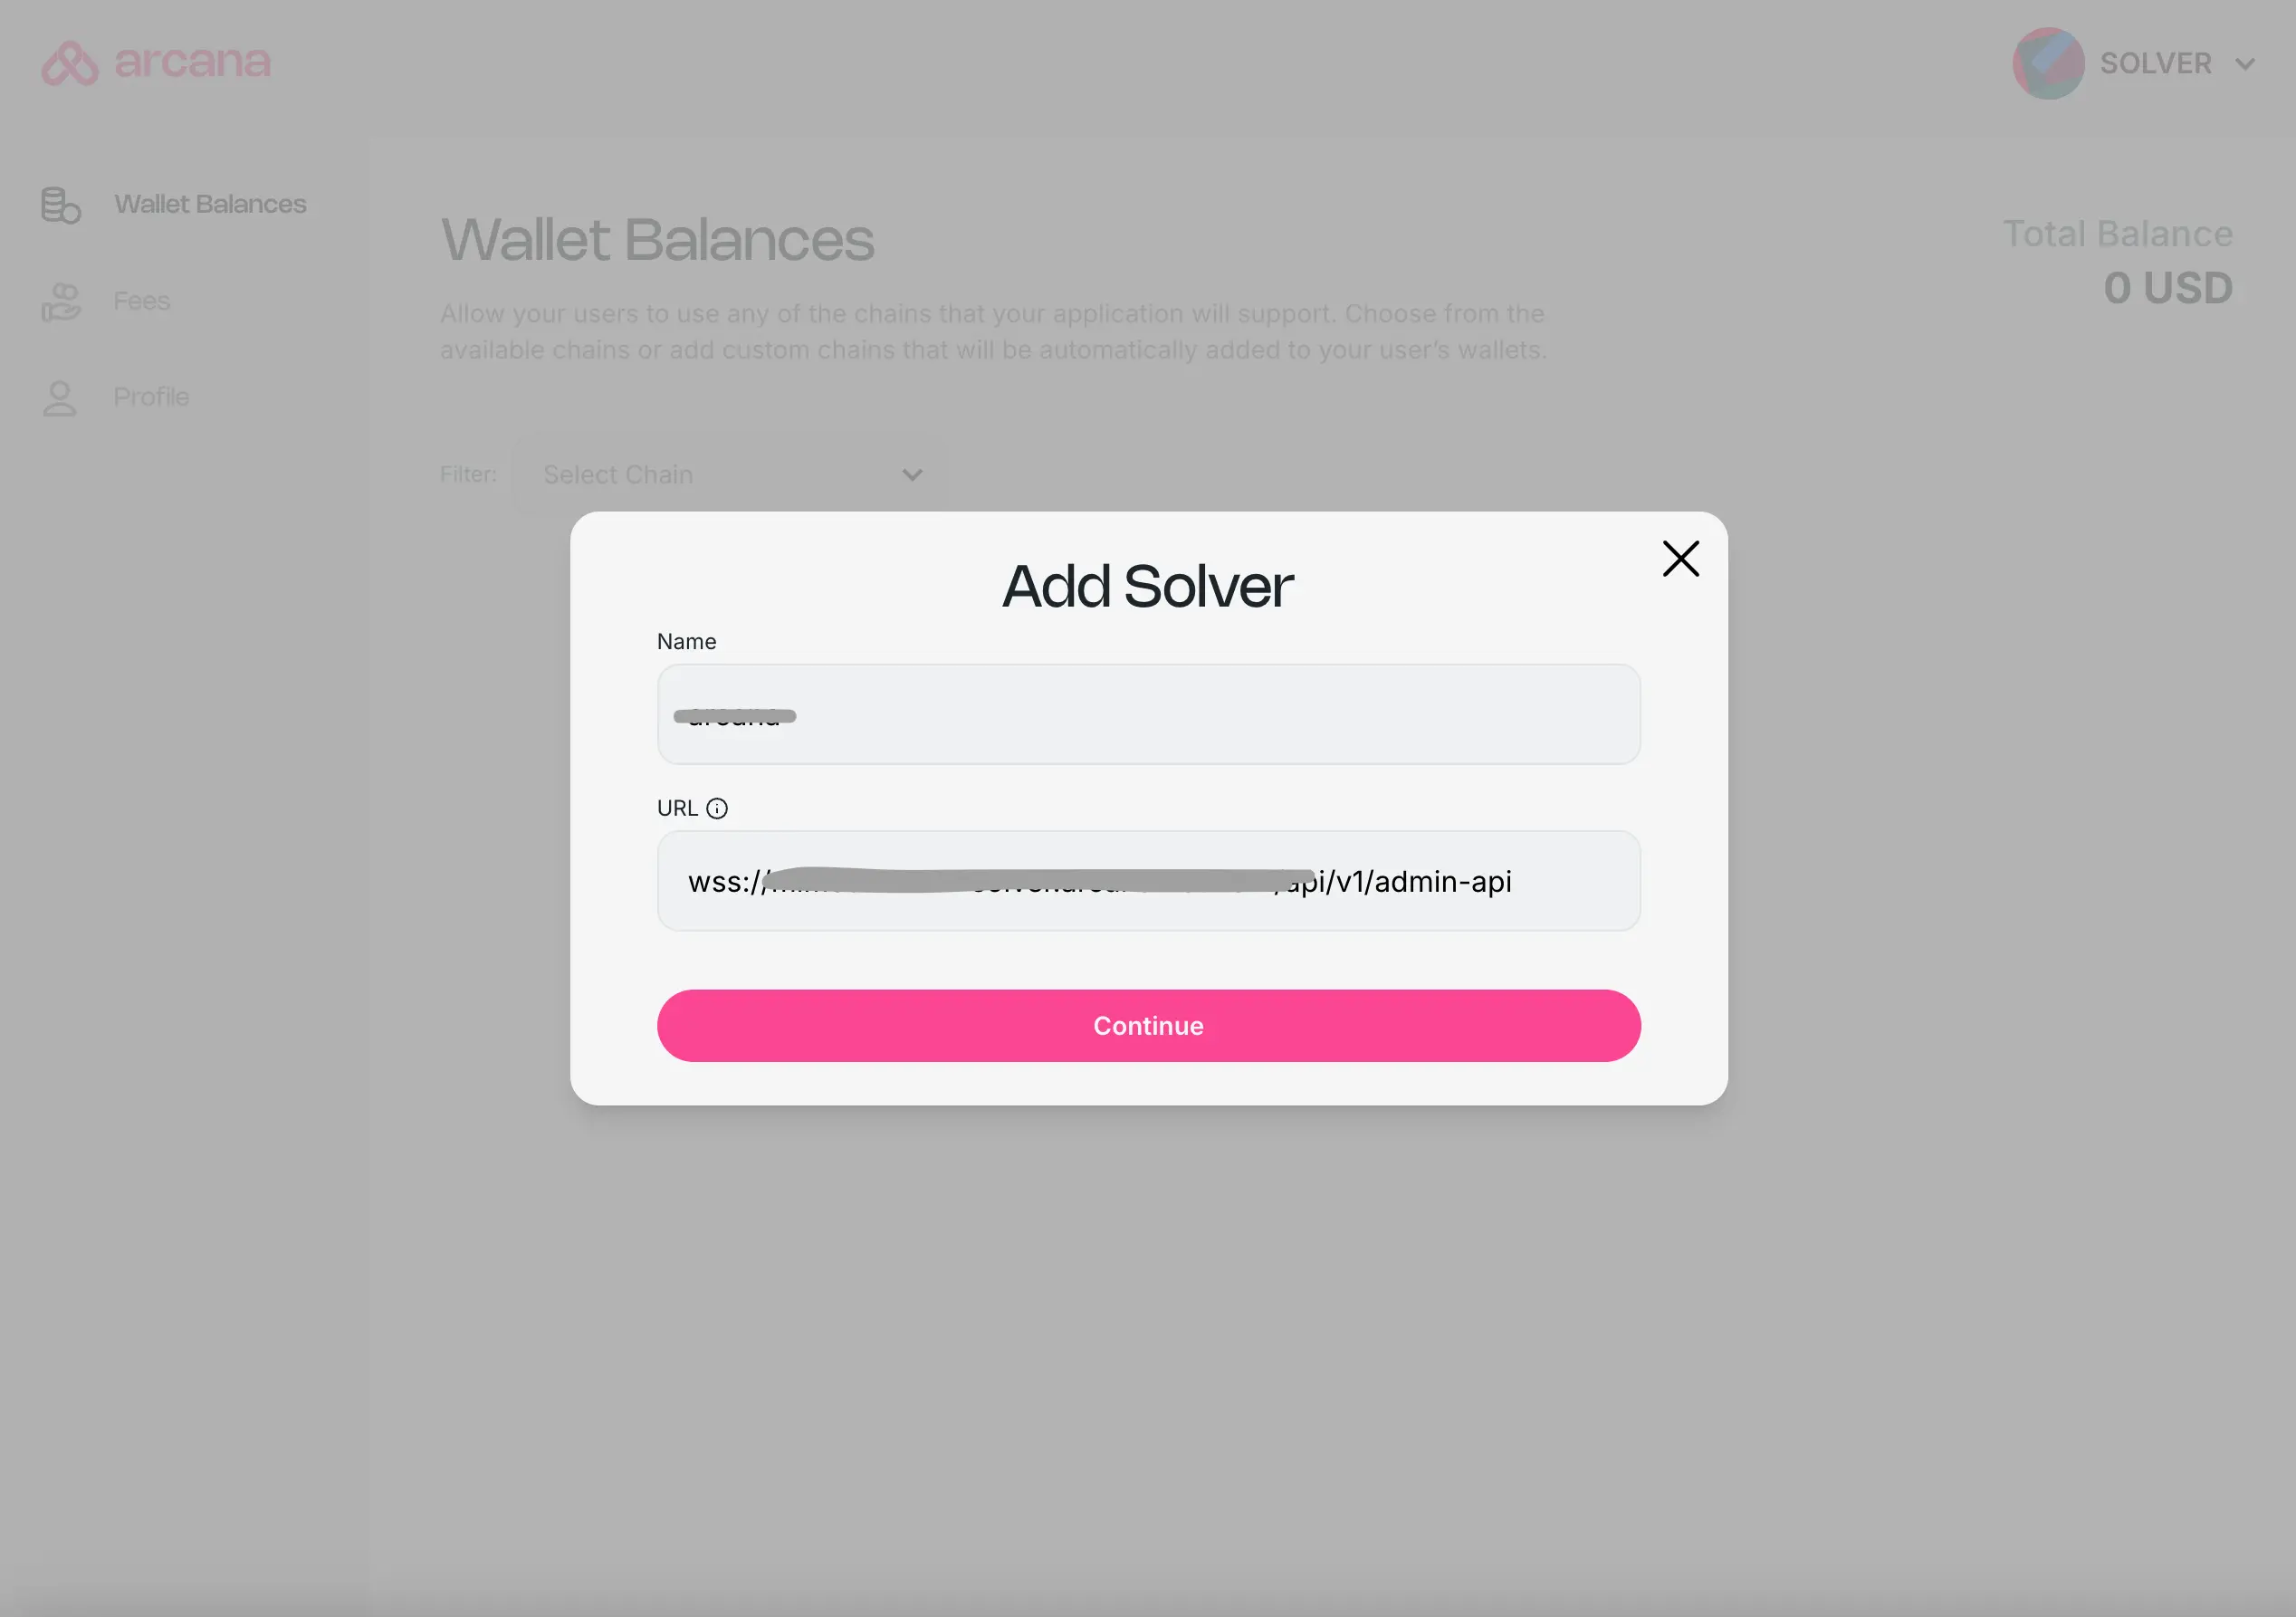 arcana
SOLVER
Wallet Balances
Fees
Profile
Wallet Balances
Allow your users to use any of the chains that your application will support. Choose from the
available chains or add custom chains that will be automatically added to your user's wallets.
Total Balance
0 USD
Filter:
Select Chain
Add Solver
Name
arcana
URL
wss:// /api/v1/admin-api
Continue